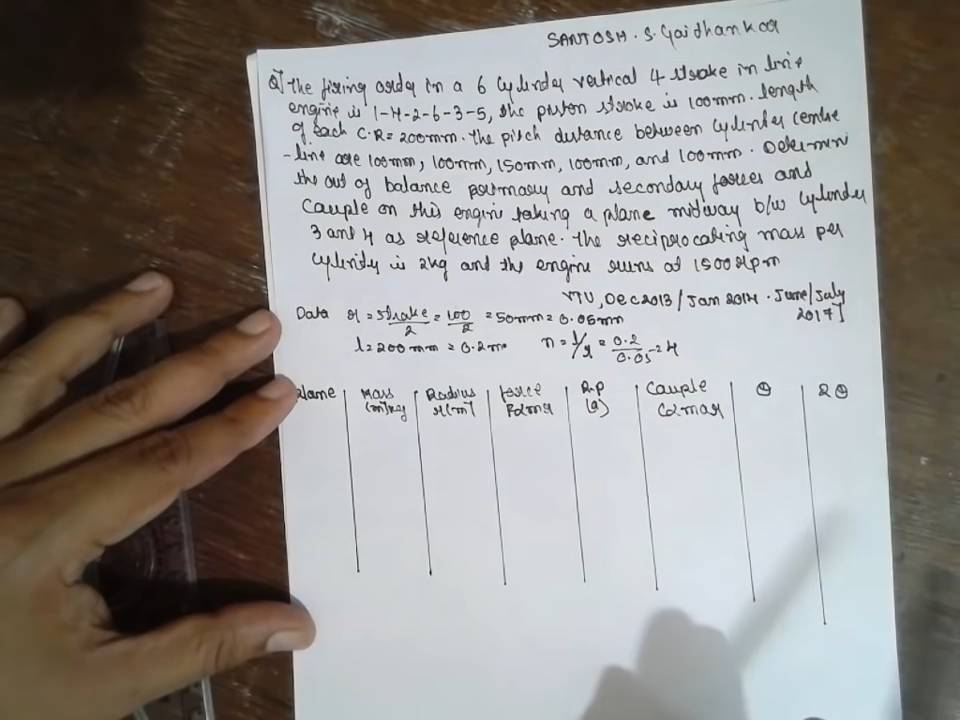 SANTOSH. S. Gaidhankar
Q] The firing order in a 6 cylinder vertical 4 stroke in line
engine is 1-4-2-6-3-5, the piston stroke is 100mm. length
of each C.R = 200mm. The pitch distance between cylinder centre
-line are 100mm, 100mm, 150mm, 100mm, and 100mm. Determine
the out of balance primary and secondary forces and
Couple on this engine taking a plane midway b/w cylinder
3 and 4 as reference plane. The reciprocating mass per
cylinder is 2kg and the engine runs at 1500rpm
VTU, Dec2013/Jan 2014. June/July
2017]
Data r = stroke/2 = 100/2 = 50mm = 0.05mm
l = 200mm = 0.2m n = l/r = 0.2/0.05 = 4
Plane Mass (m)kg Radius r(m) force Fαmr R.P (a) Couple Cαmar θ 2θ